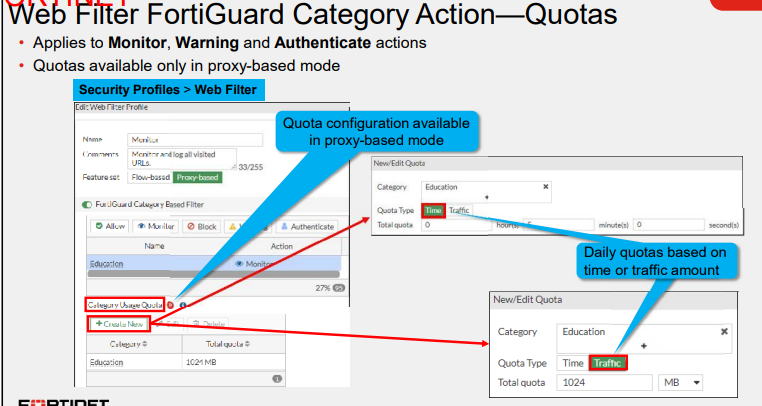 Web Filter FortiGuard Category Action—Quotas
• Applies to Monitor, Warning and Authenticate actions
• Quotas available only in proxy-based mode
Security Profiles > Web Filter
Edit Web Filter Profile
Name Monitor
Comments Monitor and log all visited
URLs.
33/255
Feature set Flow-based Proxy-based
FortiGuard Category Based Filter
Allow Monitor Block Authenticate
Name Action
Education Monitor
27% 95
Category Usage Quota
+ Create New Delete
Category Total quota
Education 1024 MB
1
Quota configuration available
in proxy-based mode
New/Edit Quota
Category Education ×
+
Quota Type Time Traffic
Total quota 0 hour(s) minute(s) 0 second(s)
Daily quotas based on
time or traffic amount
New/Edit Quota
Category Education ×
+
Quota Type Time Traffic
Total quota 1024 MB